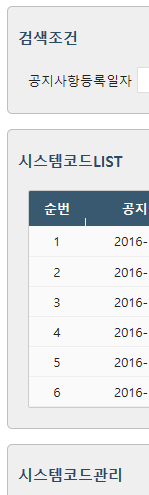 검색조건
공지사항등록일자
시스템코드LIST
순번 공지
1 2016-
2 2016-
3 2016-
4 2016-
5 2016-
6 2016-
시스템코드관리